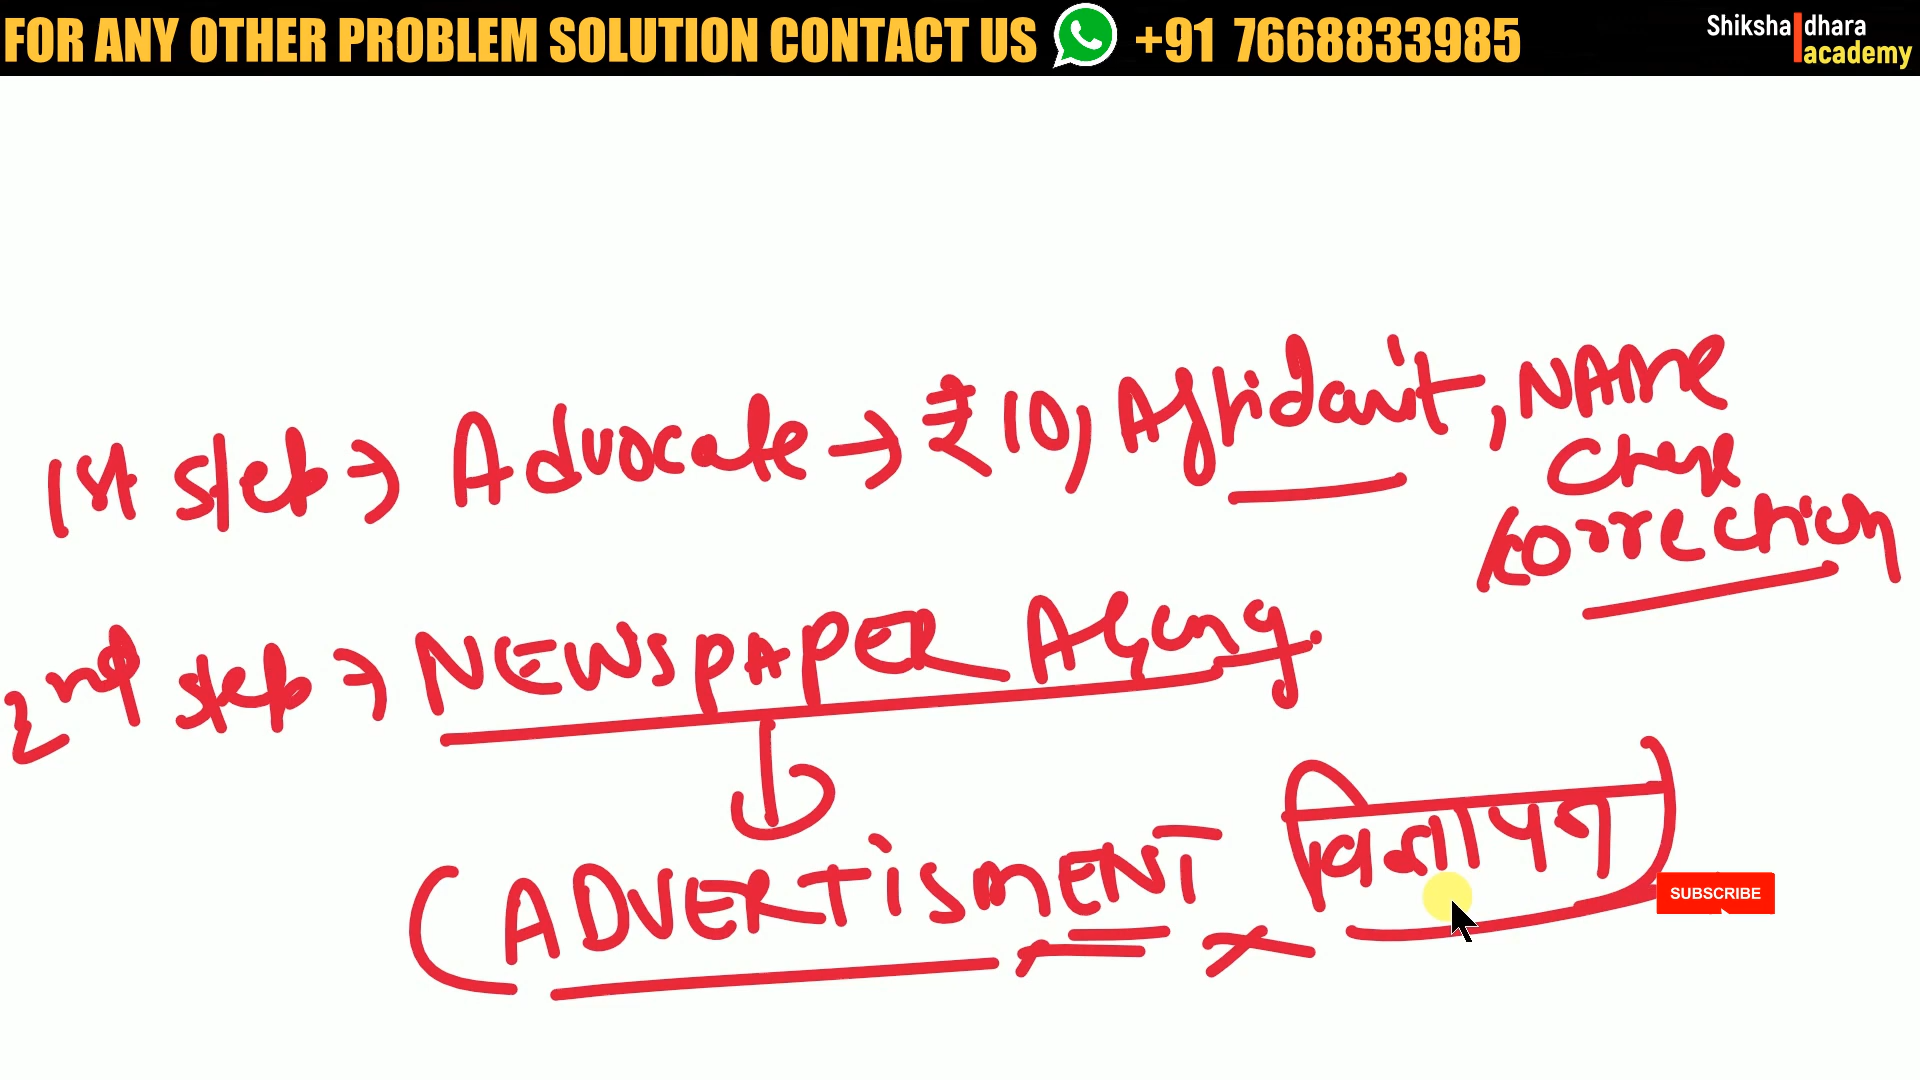 FOR ANY OTHER PROBLEM SOLUTION CONTACT US +91 7668833985
Shiksha dhara
academy
1st step → Advocate → ₹10, Affidavit, NAME
correction
2nd step → NEWSPAPER Agency.
(ADVERTISMENT
विज्ञापन)
SUBSCRIBE